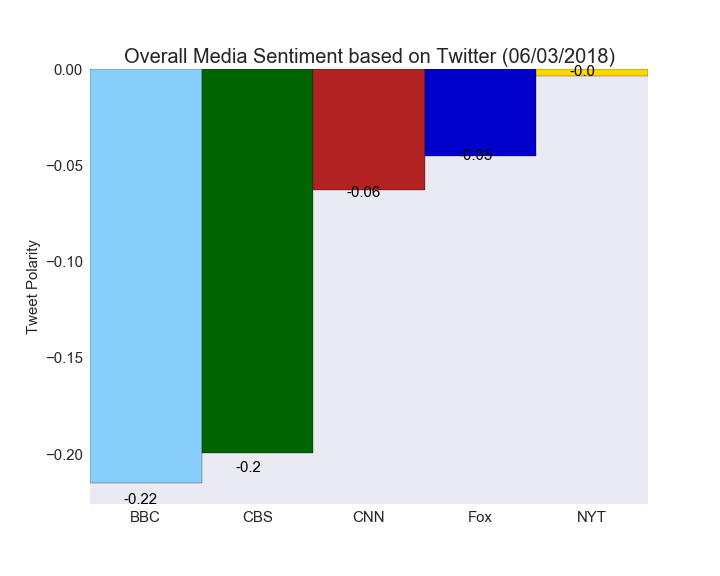 Overall Media Sentiment based on Twitter (06/03/2018)
0.00
−0.05
−0.10
−0.15
−0.20
Tweet Polarity
-0.22
-0.2
-0.06
-0.05
-0.0
BBC
CBS
CNN
Fox
NYT